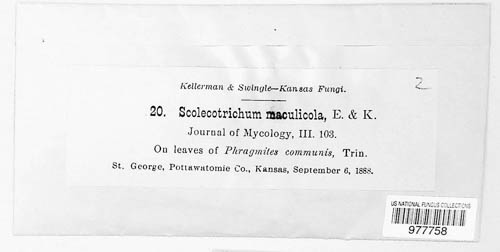 Kellerman & Swingle—Kansas Fungi.
2
20. Scolecotrichum maculicola, E. & K.
Journal of Mycology, III. 103.
On leaves of Phragmites communis, Trin.
St. George, Pottawatomie Co., Kansas, September 6, 1888.
US NATIONAL FUNGUS COLLECTIONS
977758